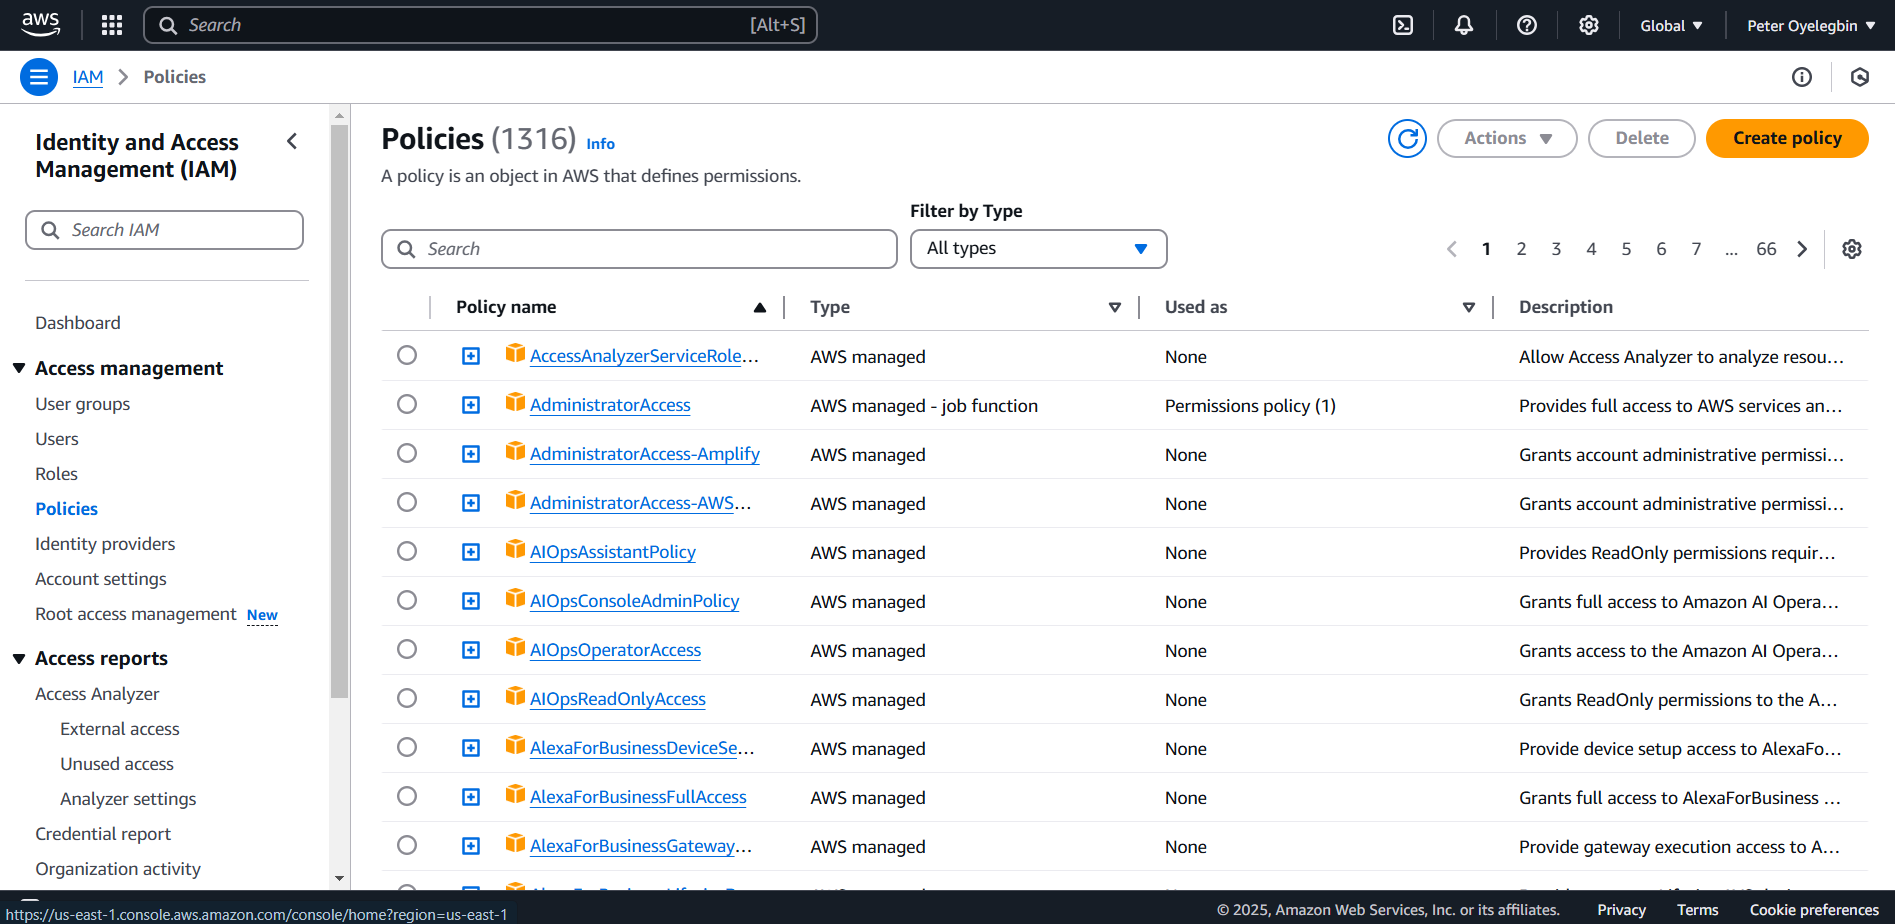 aws
Search [Alt+S]
Global
Peter Oyelegbin
IAM
Policies
Identity and Access
Management (IAM)
Search IAM
Dashboard
Access management
User groups
Users
Roles
Policies
Identity providers
Account settings
Root access management New
Access reports
Access Analyzer
External access
Unused access
Analyzer settings
Credential report
Organization activity
Policies (1316) Info
A policy is an object in AWS that defines permissions.
Actions
Delete
Create policy
Filter by Type
Search
All types
1 2 3 4 5 6 7 ... 66
Policy name Type Used as Description
AccessAnalyzerServiceRole... AWS managed None Allow Access Analyzer to analyze resou...
AdministratorAccess AWS managed - job function Permissions policy (1) Provides full access to AWS services an...
AdministratorAccess-Amplify AWS managed None Grants account administrative permissi...
AdministratorAccess-AWS... AWS managed None Grants account administrative permissi...
AIOpsAssistantPolicy AWS managed None Provides ReadOnly permissions requir...
AIOpsConsoleAdminPolicy AWS managed None Grants full access to Amazon AI Opera...
AIOpsOperatorAccess AWS managed None Grants access to the Amazon AI Opera...
AIOpsReadOnlyAccess AWS managed None Grants ReadOnly permissions to the A...
AlexaForBusinessDeviceSe... AWS managed None Provide device setup access to AlexaFo...
AlexaForBusinessFullAccess AWS managed None Grants full access to AlexaForBusiness ...
AlexaForBusinessGateway... AWS managed None Provide gateway execution access to A...
https://us-east-1.console.aws.amazon.com/console/home?region=us-east-1
© 2025, Amazon Web Services, Inc. or its affiliates. Privacy Terms Cookie preferences